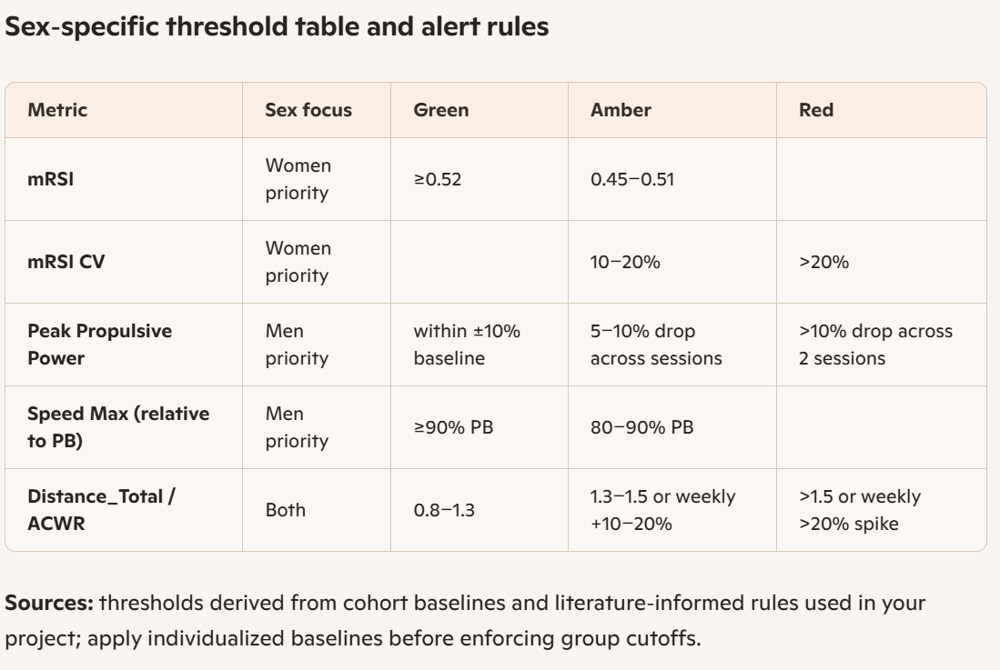 Sex-specific threshold table and alert rules
Metric
Sex focus
Green
Amber
Red
mRSI
Women
priority
≥0.52
0.45–0.51
mRSI CV
Women
priority
10–20%
>20%
Peak Propulsive
Power
Men
priority
within ±10%
baseline
5–10% drop
across sessions
>10% drop across
2 sessions
Speed Max (relative
to PB)
Men
priority
≥90% PB
80–90% PB
Distance_Total /
ACWR
Both
0.8–1.3
1.3–1.5 or weekly
+10–20%
>1.5 or weekly
>20% spike
Sources: thresholds derived from cohort baselines and literature-informed rules used in your
project; apply individualized baselines before enforcing group cutoffs.